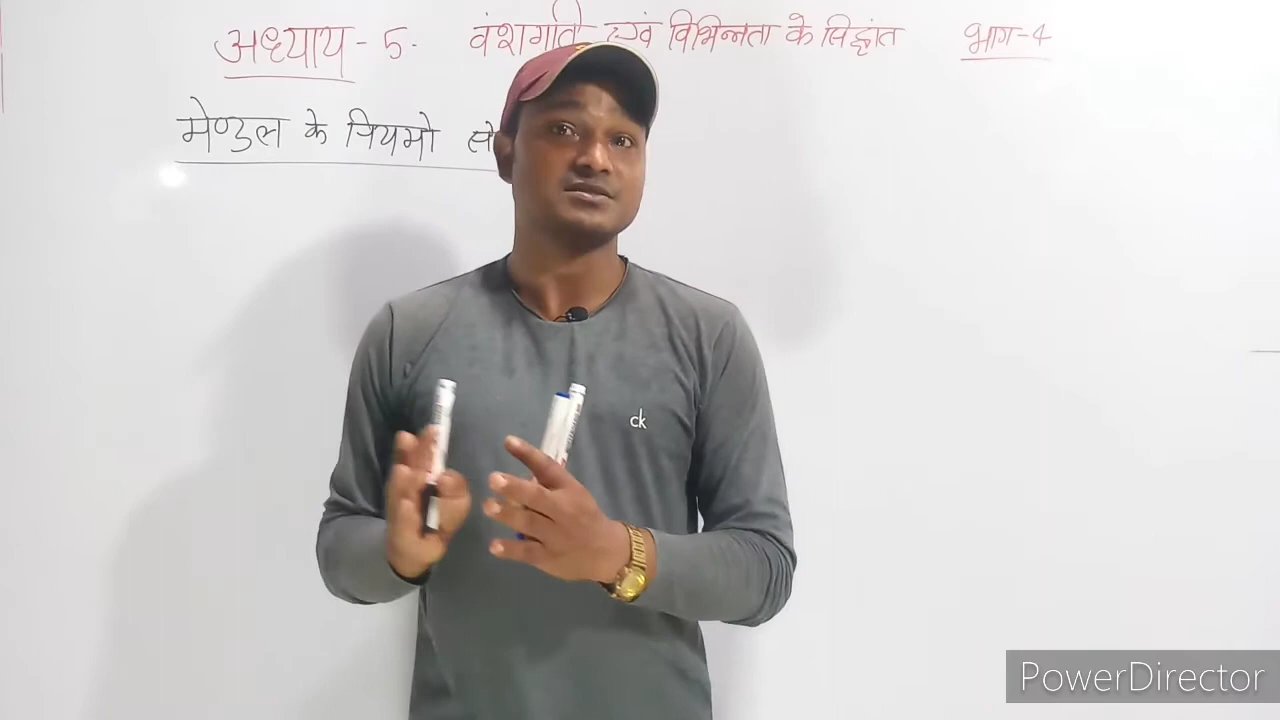 अध्याय - 5. वंशागति एवं विभिन्नता के सिद्धांत भाग-4
मेण्डल के नियमो से
ck
PowerDirector